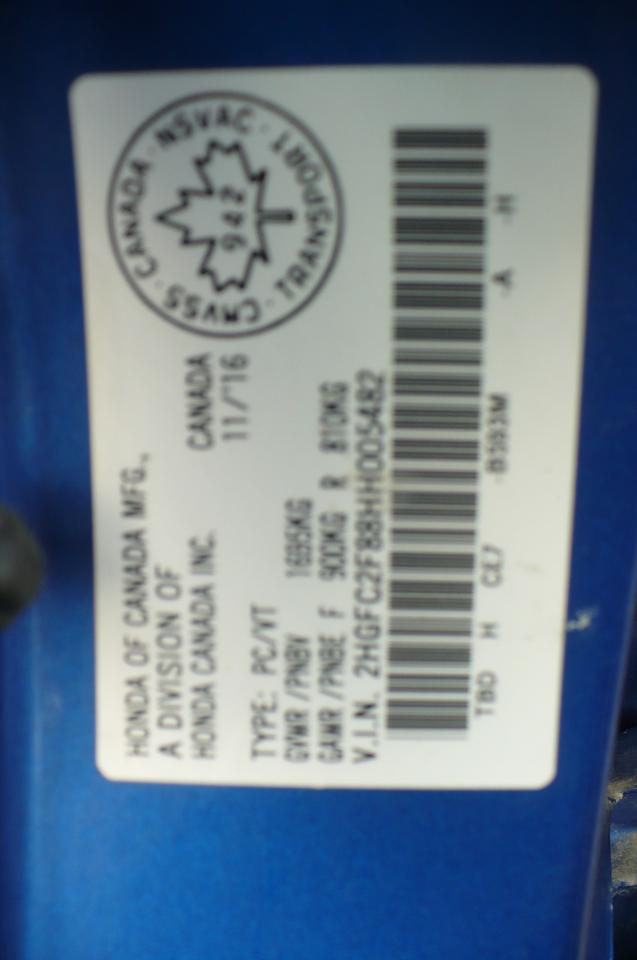 HONDA OF CANADA MFG.,
A DIVISION OF
HONDA CANADA INC.
CANADA
11/'16
CMVSS · CANADA · NSVAC · TRANSPORT
942
TYPE: PC/VT
GVWR /PNBV 1695KG
GAWR /PNBE F 900KG R 810KG
V.I.N. 2HGFC2F88HH005482
TBD H CE7 -B593M -A -H